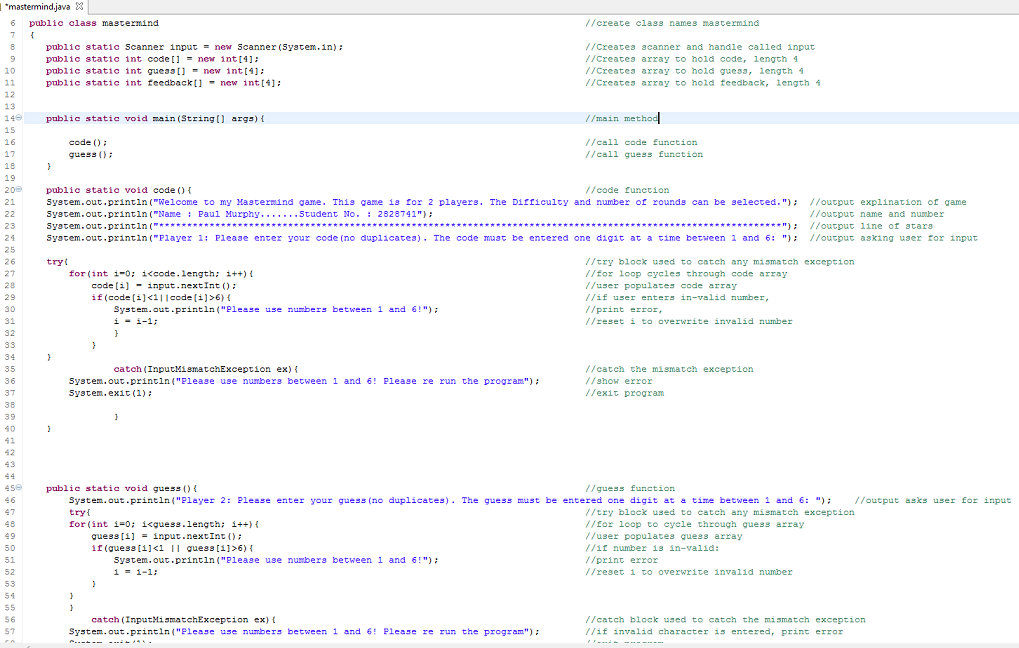 *mastermind.java
6 public class mastermind //create class names mastermind
7 {
8 public static Scanner input = new Scanner(System.in); //Creates scanner and handle called input
9 public static int code[] = new int[4]; //Creates array to hold code, length 4
10 public static int guess[] = new int[4]; //Creates array to hold guess, length 4
11 public static int feedback[] = new int[4]; //Creates array to hold feedback, length 4
12
13
14 public static void main(String[] args){ //main method
15
16 code(); //call code function
17 guess(); //call guess function
18 }
19
20 public static void code(){ //code function
21 System.out.println("Welcome to my Mastermind game. This game is for 2 players. The Difficulty and number of rounds can be selected."); //output explination of game
22 System.out.println("Name : Paul Murphy.......Student No. : 2828741"); //output name and number
23 System.out.println("***************************************************************************************************************"); //output line of stars
24 System.out.println("Player 1: Please enter your code(no duplicates). The code must be entered one digit at a time between 1 and 6: "); //output asking user for input
25
26 try{ //try block used to catch any mismatch exception
27 for(int i=0; i<code.length; i++){ //for loop cycles through code array
28 code[i] = input.nextInt(); //user populates code array
29 if(code[i]<1||code[i]>6){ //if user enters in-valid number,
30 System.out.println("Please use numbers between 1 and 6!"); //print error,
31 i = i-1; //reset i to overwrite invalid number
32 }
33 }
34 }
35 catch(InputMismatchException ex){ //catch the mismatch exception
36 System.out.println("Please use numbers between 1 and 6! Please re run the program"); //show error
37 System.exit(1); //exit program
38
39 }
40 }
41
42
43
44
45 public static void guess(){ //guess function
46 System.out.println("Player 2: Please enter your guess(no duplicates). The guess must be entered one digit at a time between 1 and 6: "); //output asks user for input
47 try{ //try block used to catch any mismatch exception
48 for(int i=0; i<guess.length; i++){ //for loop to cycle through guess array
49 guess[i] = input.nextInt(); //user populates guess array
50 if(guess[i]<1 || guess[i]>6){ //if number is in-valid:
51 System.out.println("Please use numbers between 1 and 6!"); //print error
52 i = i-1; //reset i to overwrite invalid number
53 }
54 }
55 }
56 catch(InputMismatchException ex){ //catch block used to catch the mismatch exception
57 System.out.println("Please use numbers between 1 and 6! Please re run the program"); //if invalid character is entered, print error